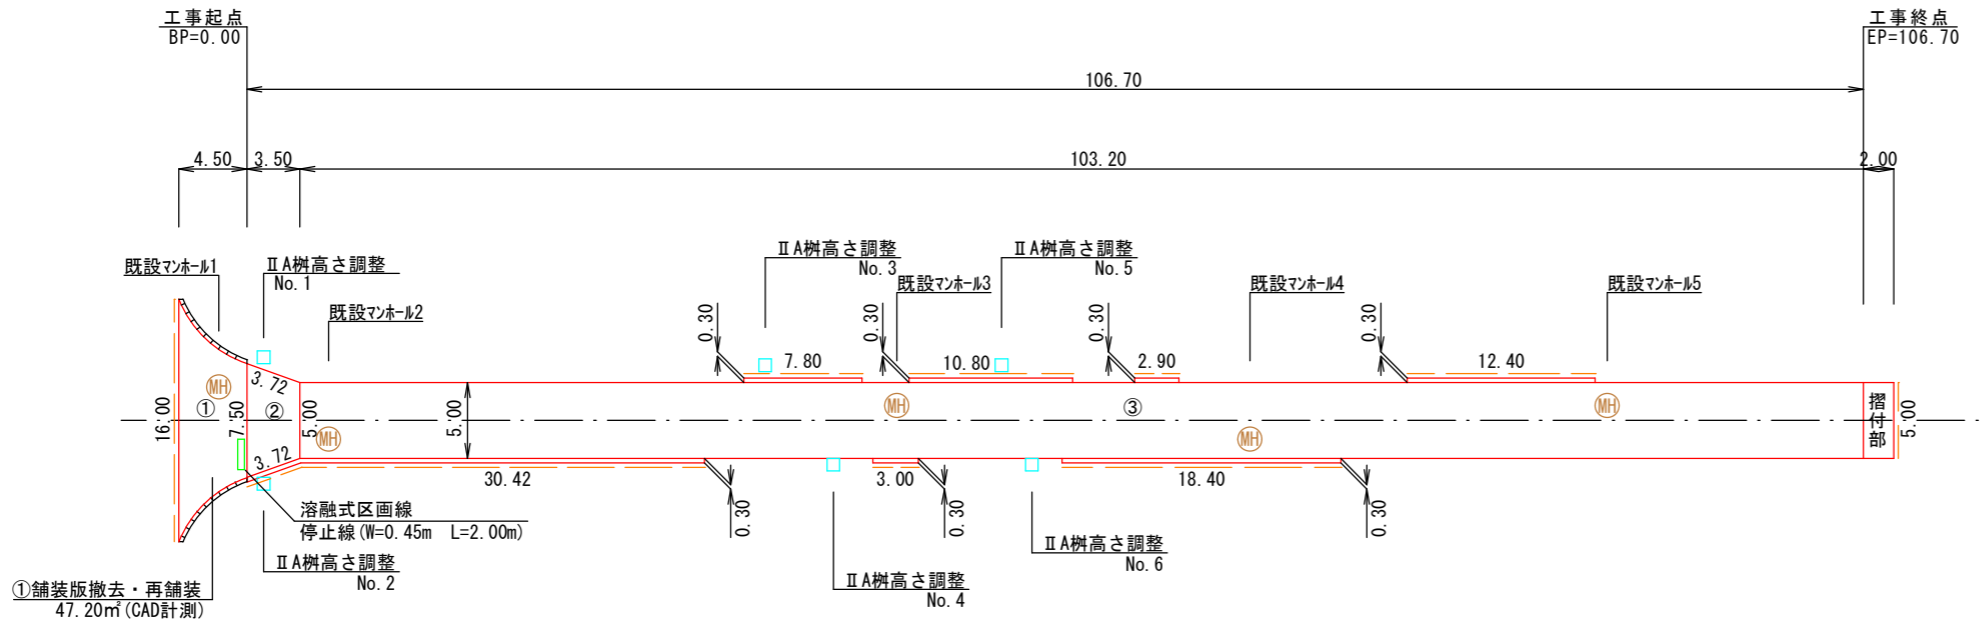 工事起点
BP=0.00
工事終点
EP=106.70
106.70
4.50
3.50
103.20
2.00
既設マンホール1
ⅡA桝高さ調整
No.1
既設マンホール2
ⅡA桝高さ調整
No.3
既設マンホール3
ⅡA桝高さ調整
No.5
既設マンホール4
既設マンホール5
0.30
0.30
0.30
0.30
7.80
10.80
2.90
12.40
3.72
MH
①
②
16.00
7.50
5.00
5.00
MH
MH
③
MH
MH
摺付部
5.00
3.72
30.42
3.00
18.40
0.30
0.30
0.30
溶融式区画線
停止線(W=0.45m L=2.00m)
ⅡA桝高さ調整
No.2
ⅡA桝高さ調整
No.4
ⅡA桝高さ調整
No.6
①舗装版撤去・再舗装
47.20㎡(CAD計測)